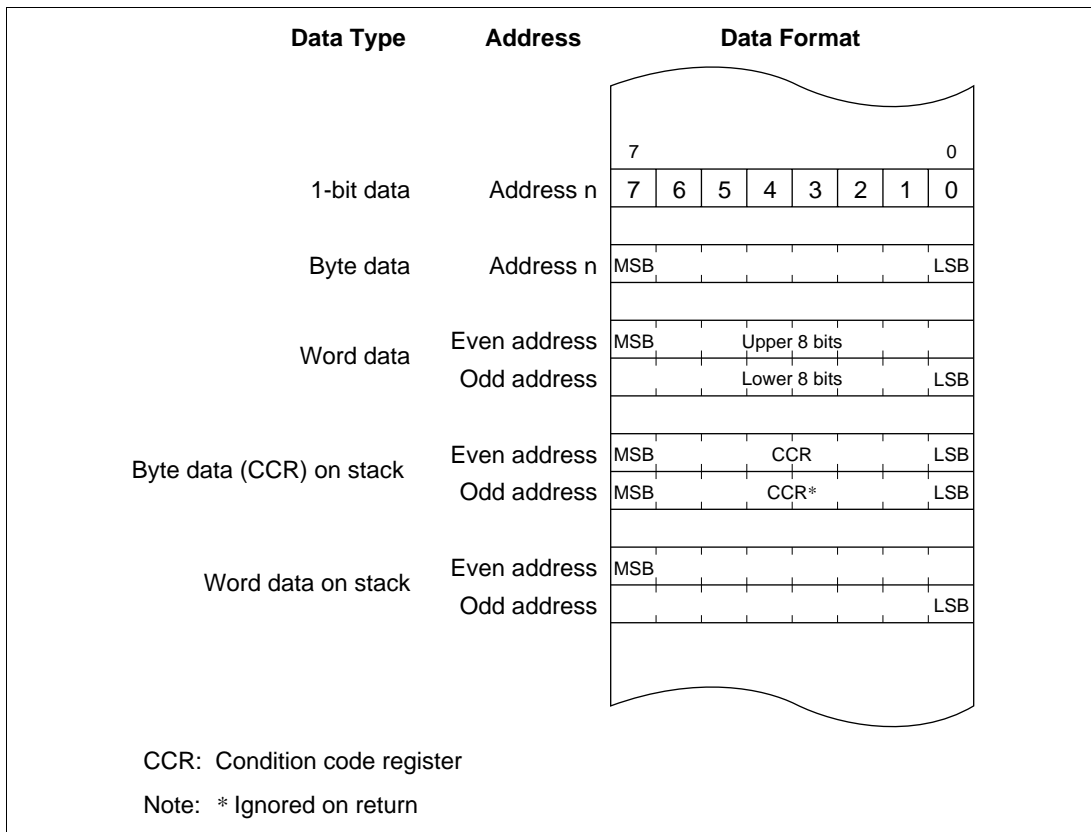 Data Type Address Data Format
7 0
1-bit data Address n 7 6 5 4 3 2 1 0
Byte data Address n MSB LSB
Word data
Even address MSB Upper 8 bits
Odd address Lower 8 bits LSB
Byte data (CCR) on stack
Even address MSB CCR LSB
Odd address MSB CCR* LSB
Word data on stack
Even address MSB
Odd address LSB
CCR: Condition code register
Note: * Ignored on return